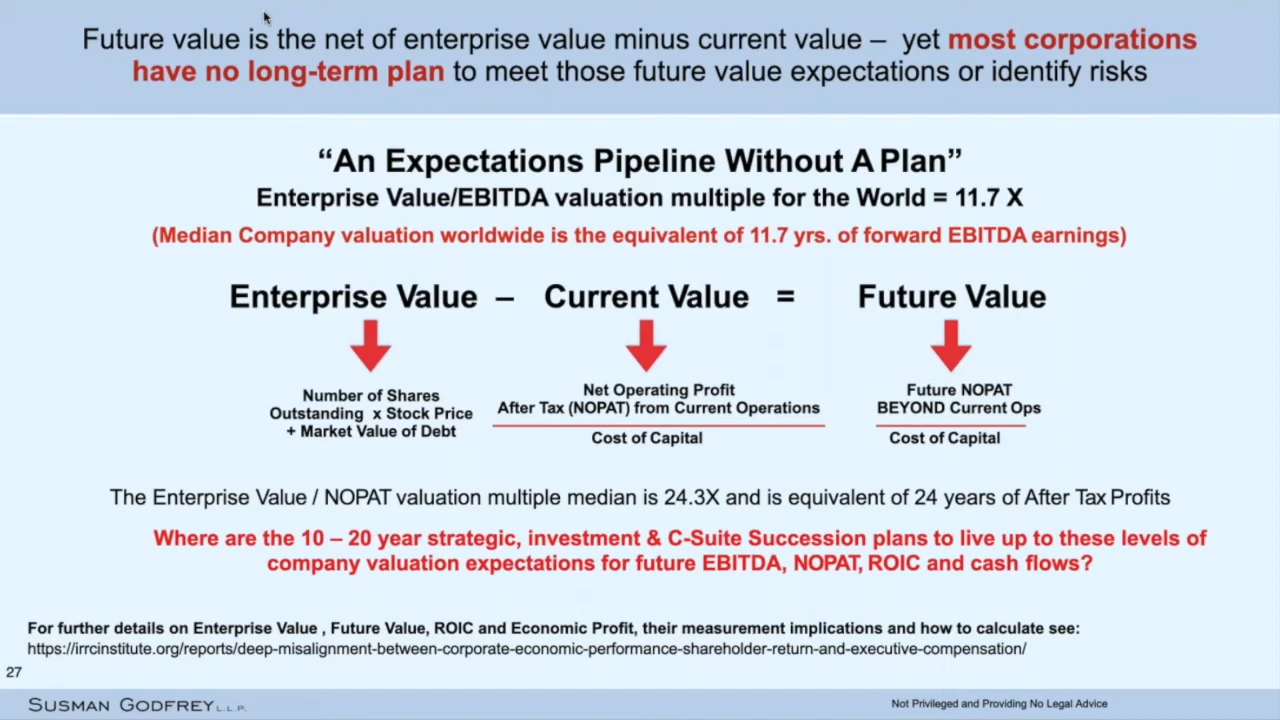 Future value is the net of enterprise value minus current value – yet most corporations
have no long-term plan to meet those future value expectations or identify risks
“An Expectations Pipeline Without A Plan”
Enterprise Value/EBITDA valuation multiple for the World = 11.7 X
(Median Company valuation worldwide is the equivalent of 11.7 yrs. of forward EBITDA earnings)
Enterprise Value – Current Value = Future Value
Number of Shares
Outstanding x Stock Price
+ Market Value of Debt
Net Operating Profit
After Tax (NOPAT) from Current Operations
Cost of Capital
Future NOPAT
BEYOND Current Ops
Cost of Capital
The Enterprise Value / NOPAT valuation multiple median is 24.3X and is equivalent of 24 years of After Tax Profits
Where are the 10 – 20 year strategic, investment & C-Suite Succession plans to live up to these levels of
company valuation expectations for future EBITDA, NOPAT, ROIC and cash flows?
For further details on Enterprise Value , Future Value, ROIC and Economic Profit, their measurement implications and how to calculate see:
https://irrcinstitute.org/reports/deep-misalignment-between-corporate-economic-performance-shareholder-return-and-executive-compensation/
27
SUSMAN GODFREY L.L.P.
Not Privileged and Providing No Legal Advice